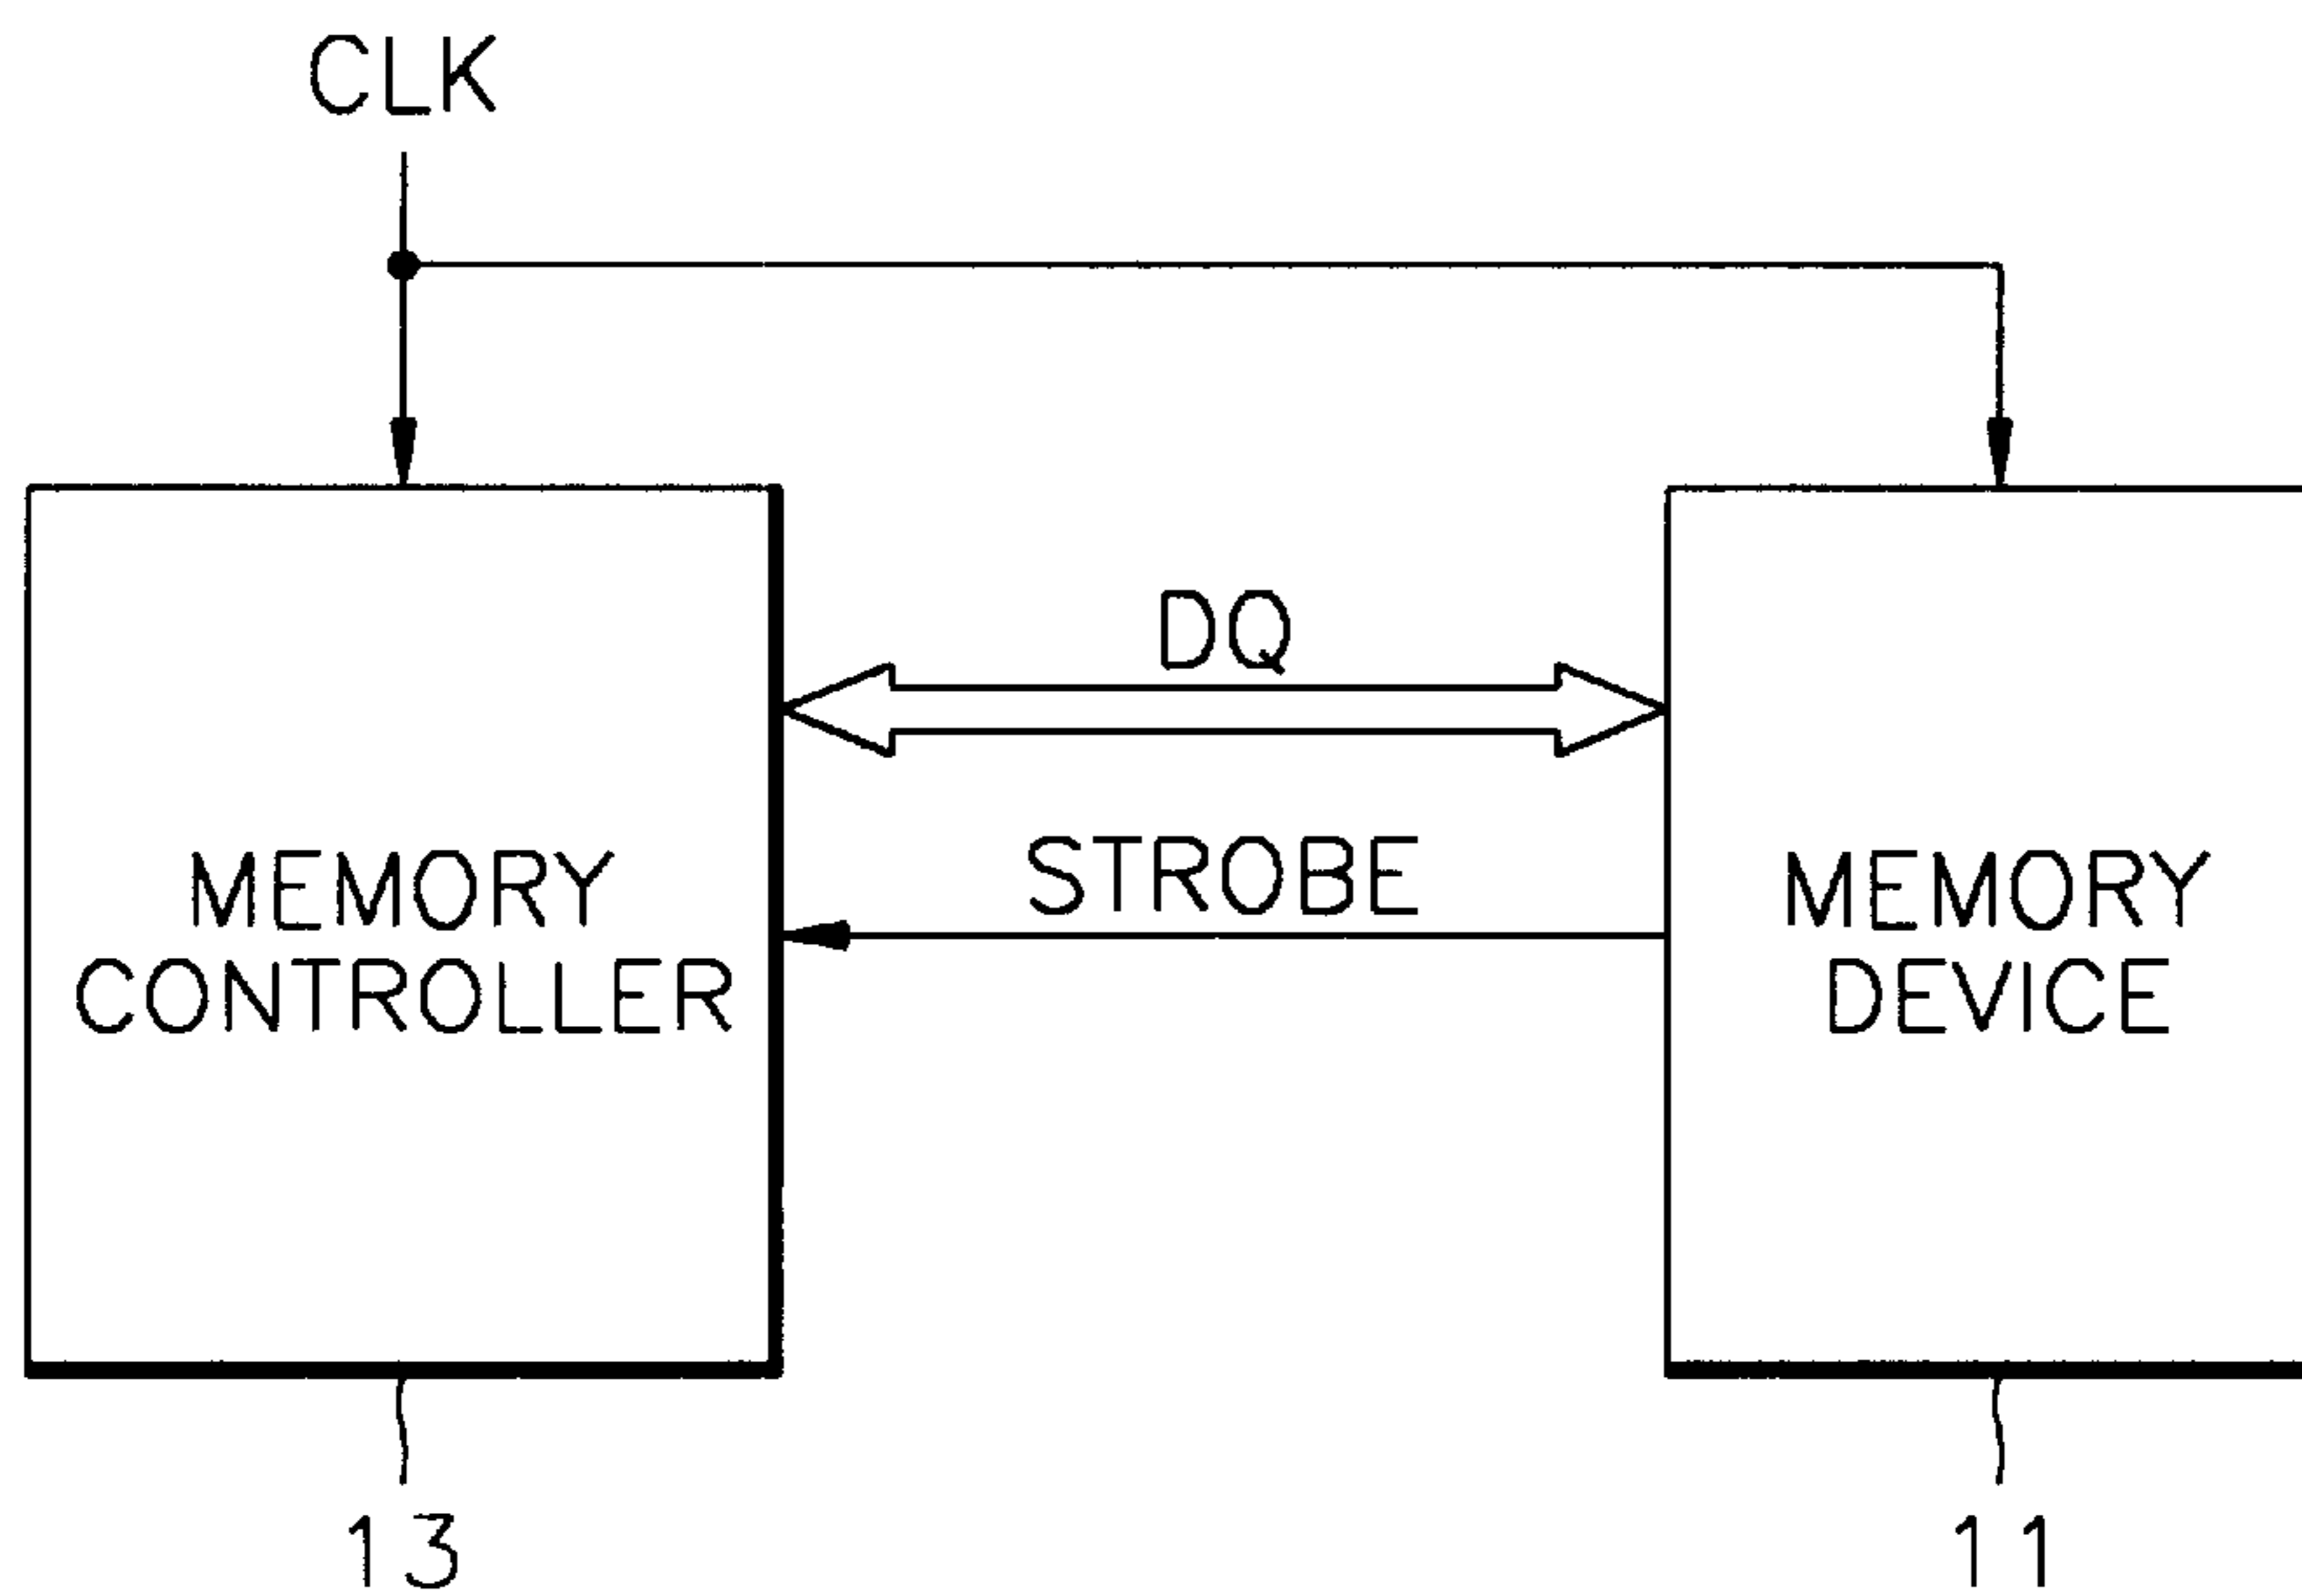 CLK
DQ
STROBE
MEMORY
CONTROLLER
MEMORY
DEVICE
13
11